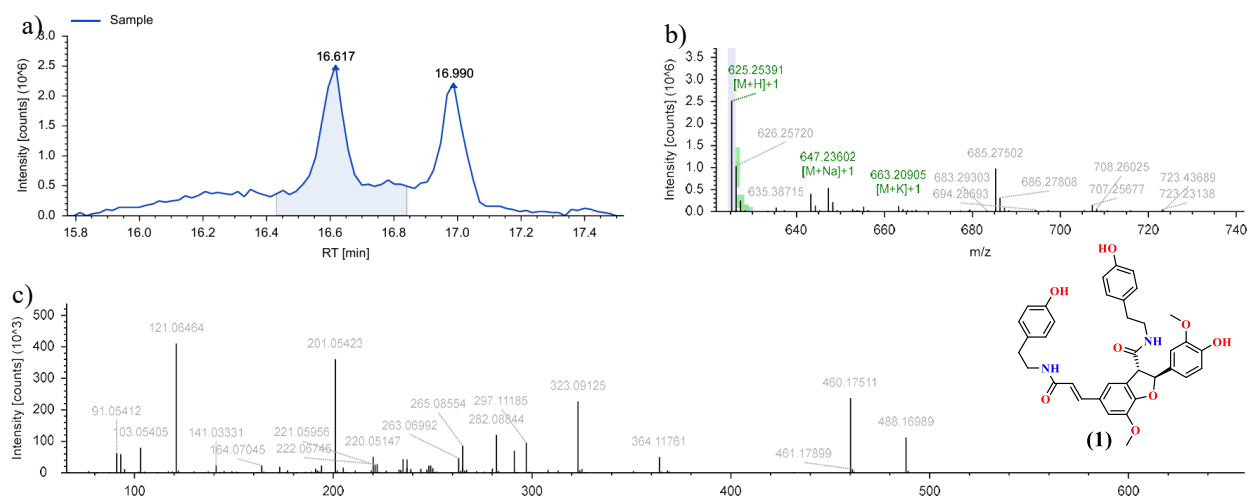 a)
Sample
Intensity [counts] (10^6)
3.0
2.5
2.0
1.5
1.0
0.5
0.0
16.617
16.990
15.8 16.0 16.2 16.4 16.6 16.8 17.0 17.2 17.4
RT [min]
b)
Intensity [counts] (10^6)
3.5
3.0
2.5
2.0
1.5
1.0
0.5
0.0
625.25391
[M+H]+1
626.25720
635.38715
647.23602
[M+Na]+1
663.20905
[M+K]+1
685.27502
683.29303
694.28693
686.27808
708.26025
707.25677
723.43689
723.23138
640 660 680 700 720 740
m/z
c)
Intensity [counts] (10^3)
500
400
300
200
100
0
91.05412
103.05405
121.06464
141.03331
164.07045
201.05423
221.05956
222.06746
220.05147
263.06992
265.08554
282.08844
297.11185
323.09125
364.11761
460.17511
461.17899
488.16989
100 200 300 400 500 600
HO
OH
NH
O
O
NH
O
O
OH
O
O
(1)